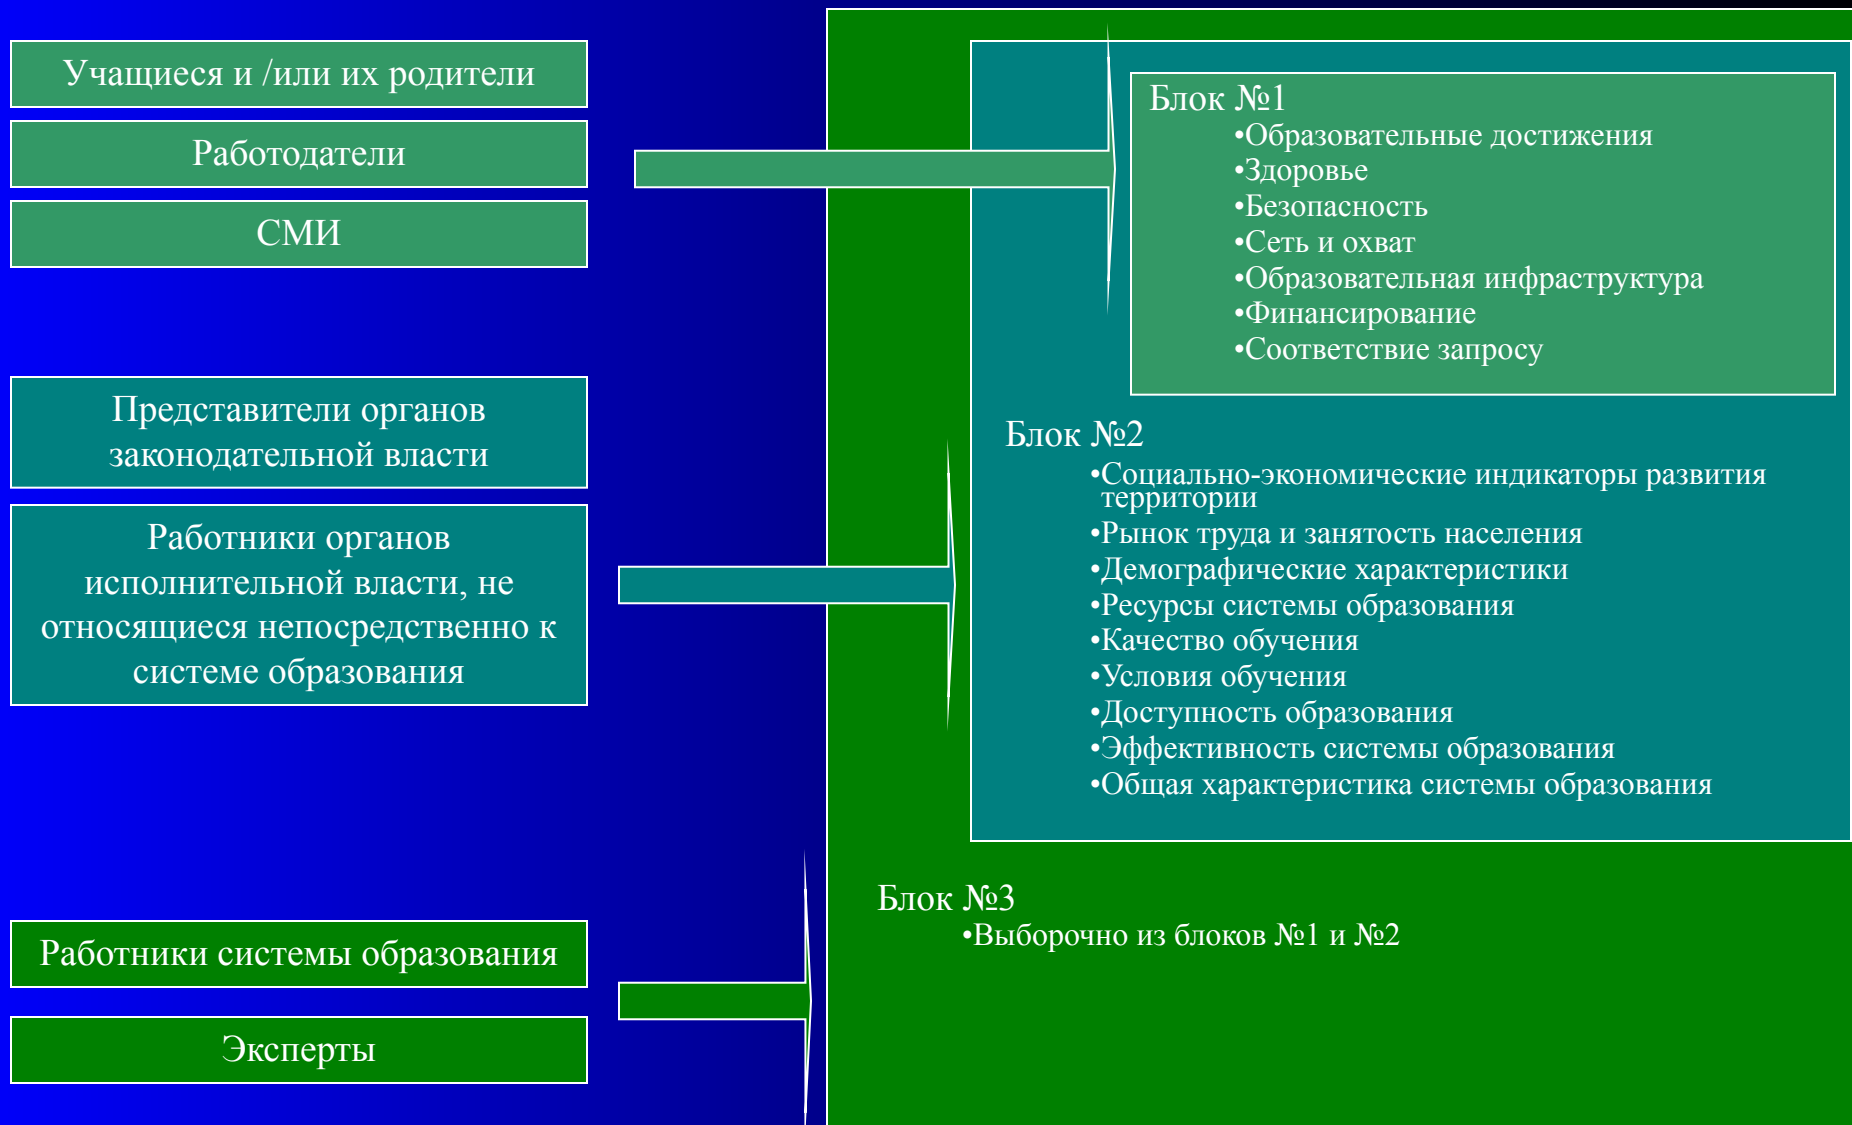 Учащиеся и /или их родители
Работодатели
СМИ
Представители органов
законодательной власти
Работники органов
исполнительной власти, не
относящиеся непосредственно к
системе образования
Работники системы образования
Эксперты
Блок №1
•Образовательные достижения
•Здоровье
•Безопасность
•Сеть и охват
•Образовательная инфраструктура
•Финансирование
•Соответствие запросу
Блок №2
•Социально-экономические индикаторы развития
территории
•Рынок труда и занятость населения
•Демографические характеристики
•Ресурсы системы образования
•Качество обучения
•Условия обучения
•Доступность образования
•Эффективность системы образования
•Общая характеристика системы образования
Блок №3
•Выборочно из блоков №1 и №2